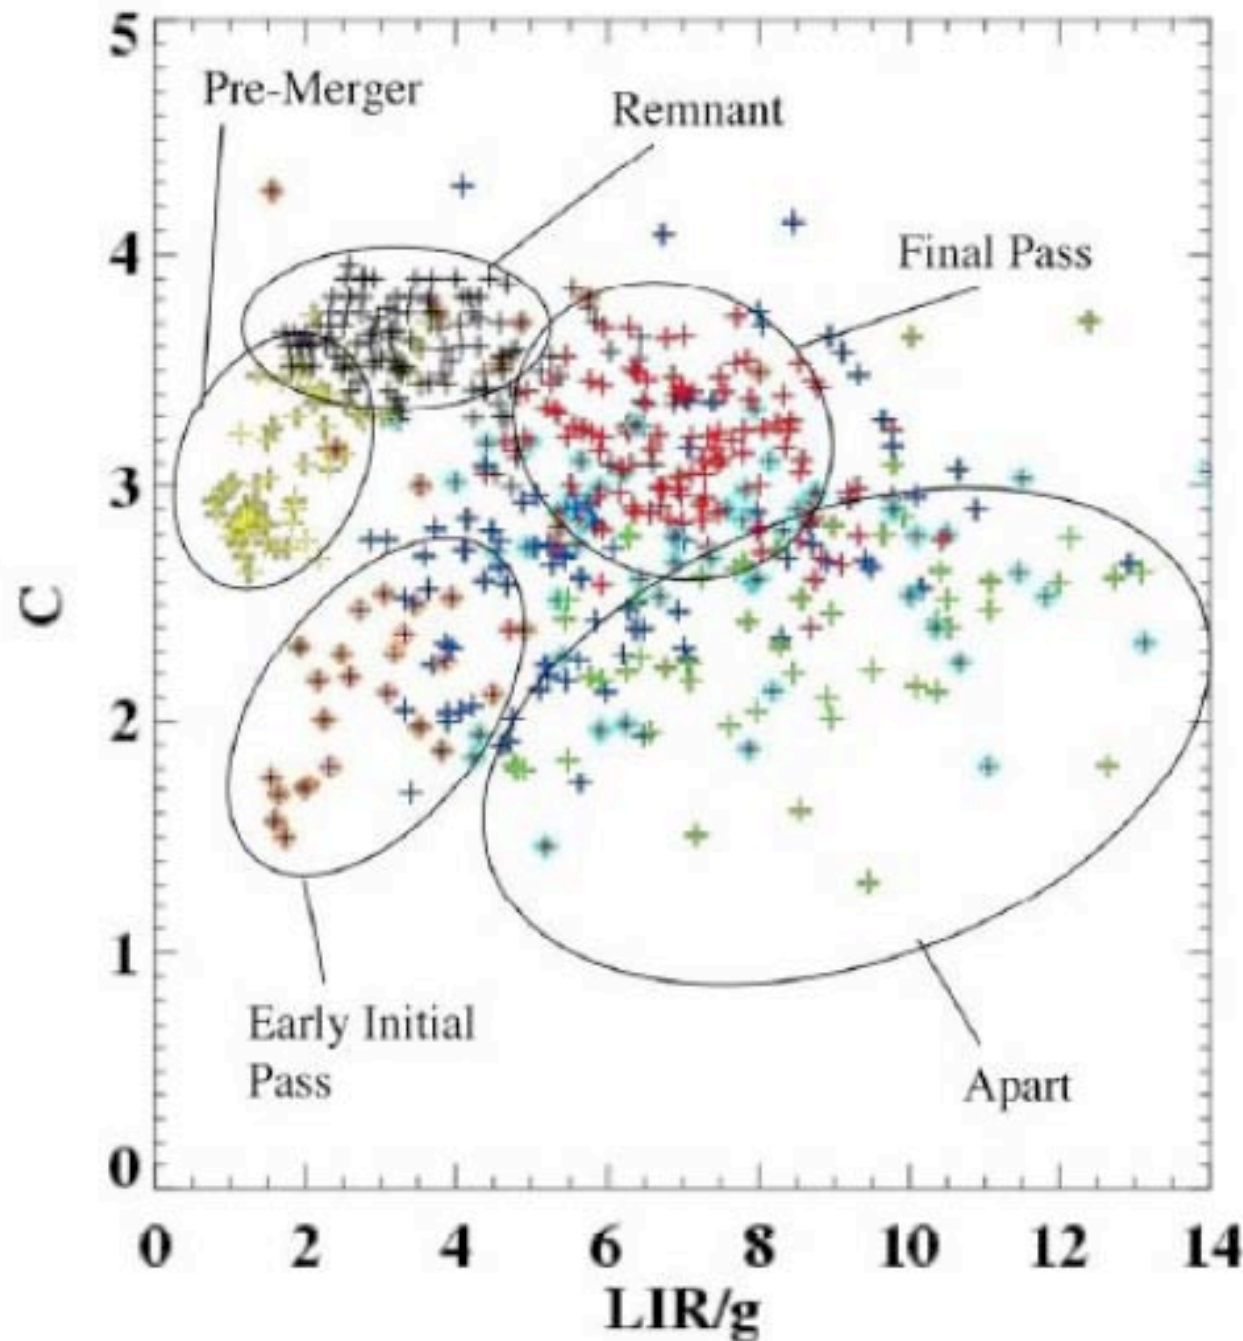 5
Pre-Merger
Remnant
4
Final Pass
3
C
2
1
Early Initial
Pass
Apart
0
0 2 4 6 8 10 12 14
LIR/g